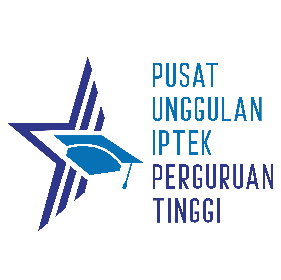 PUSAT
UNGGULAN
IPTEK
PERGURUAN
TINGGI